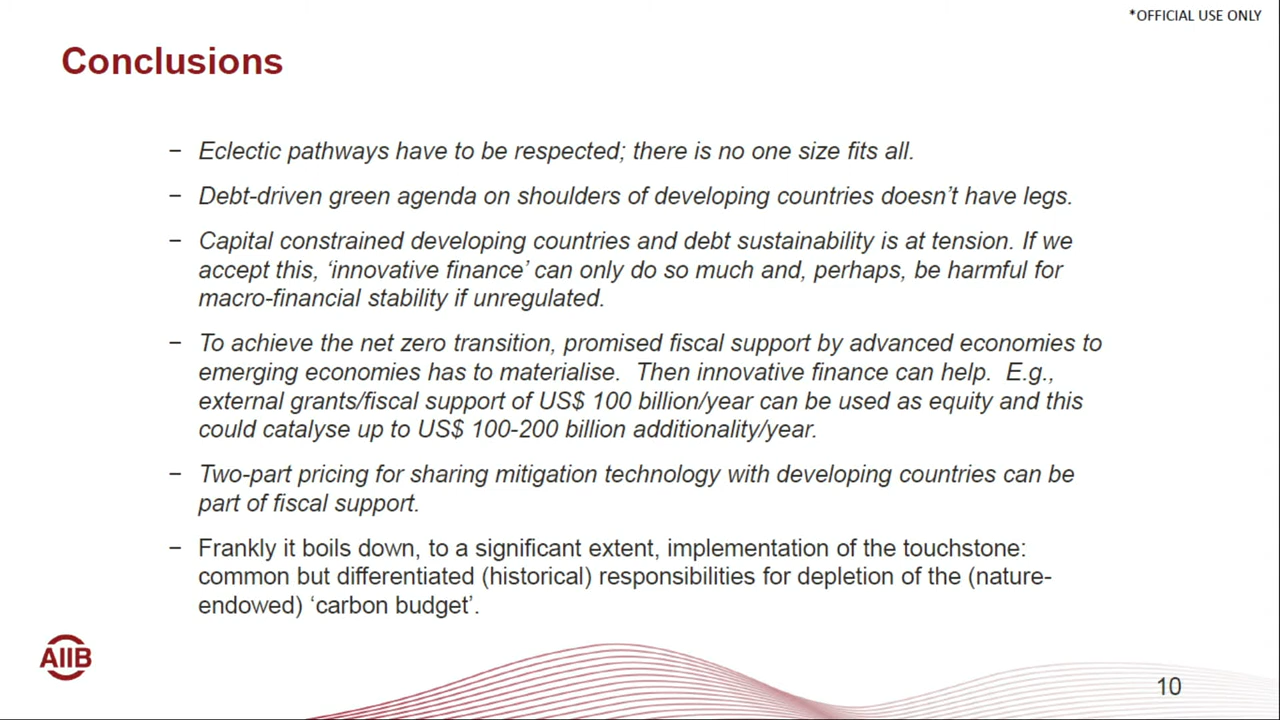 *OFFICIAL USE ONLY
Conclusions
– Eclectic pathways have to be respected; there is no one size fits all.
– Debt-driven green agenda on shoulders of developing countries doesn’t have legs.
– Capital constrained developing countries and debt sustainability is at tension. If we
accept this, ‘innovative finance’ can only do so much and, perhaps, be harmful for
macro-financial stability if unregulated.
– To achieve the net zero transition, promised fiscal support by advanced economies to
emerging economies has to materialise.  Then innovative finance can help.  E.g.,
external grants/fiscal support of US$ 100 billion/year can be used as equity and this
could catalyse up to US$ 100-200 billion additionality/year.
– Two-part pricing for sharing mitigation technology with developing countries can be
part of fiscal support.
– Frankly it boils down, to a significant extent, implementation of the touchstone:
common but differentiated (historical) responsibilities for depletion of the (nature-
endowed) ‘carbon budget’.
AIIB
10